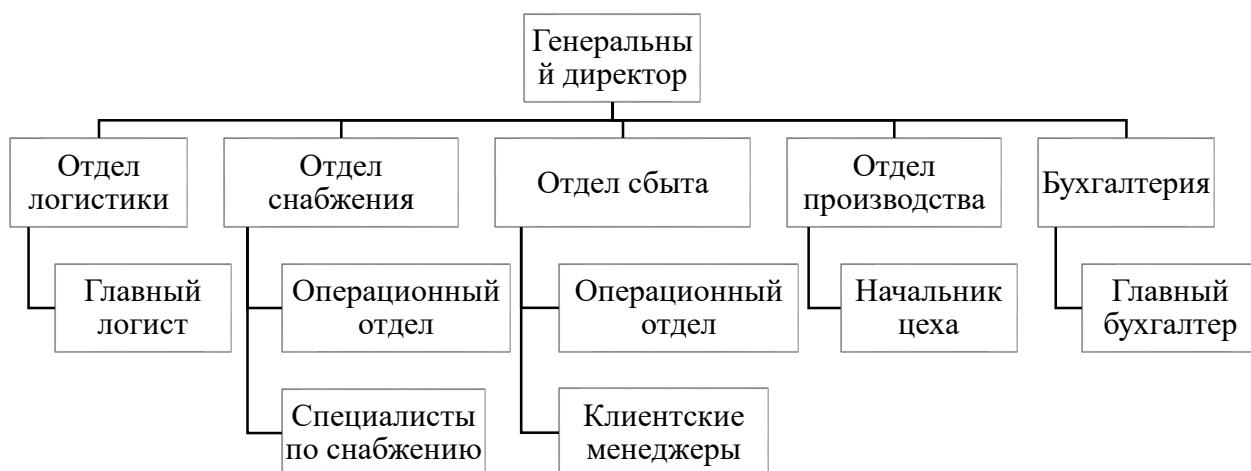 Генеральны
й директор
Отдел
логистики
Отдел
снабжения
Отдел сбыта
Отдел
производства
Бухгалтерия
Главный
логист
Операционный
отдел
Операционный
отдел
Начальник
цеха
Главный
бухгалтер
Специалисты
по снабжению
Клиентские
менеджеры